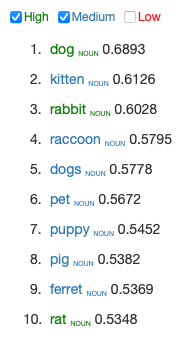 High Medium Low
1. dog NOUN 0.6893
2. kitten NOUN 0.6126
3. rabbit NOUN 0.6028
4. raccoon NOUN 0.5795
5. dogs NOUN 0.5778
6. pet NOUN 0.5672
7. puppy NOUN 0.5452
8. pig NOUN 0.5382
9. ferret NOUN 0.5369
10. rat NOUN 0.5348